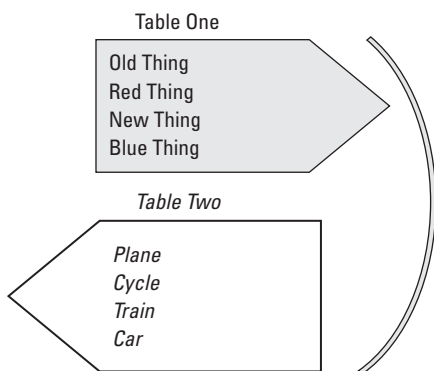 Table One
Old Thing
Red Thing
New Thing
Blue Thing
Table Two
Plane
Cycle
Train
Car